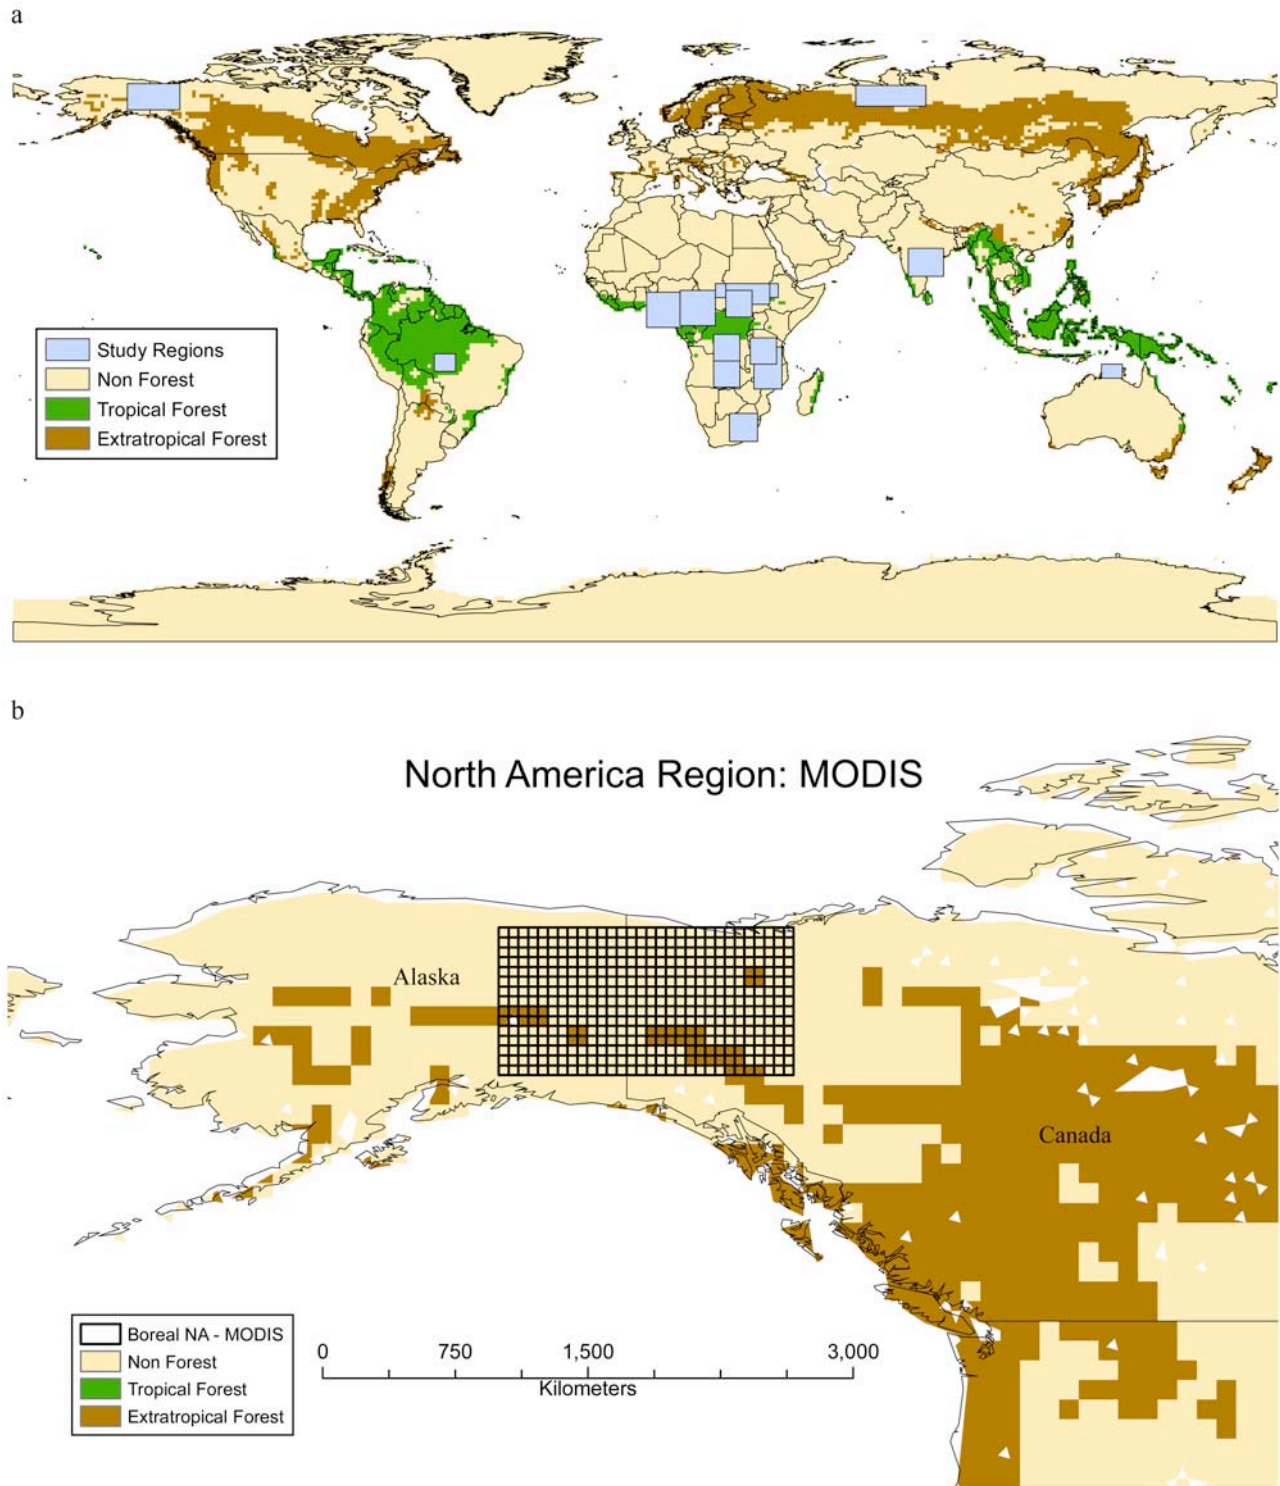 a
Study Regions
Non Forest
Tropical Forest
Extratropical Forest
b
North America Region: MODIS
Alaska
Canada
Boreal NA - MODIS
Non Forest
Tropical Forest
Extratropical Forest
0 750 1,500 3,000
Kilometers